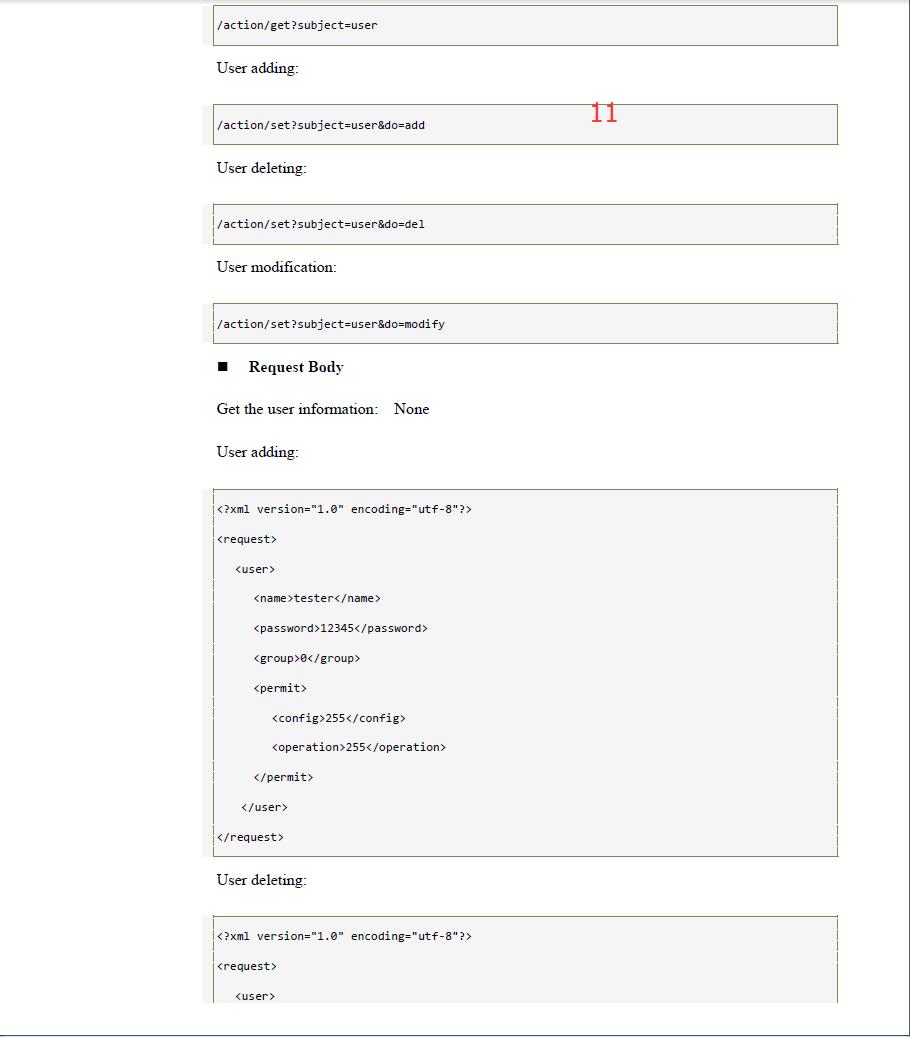 /action/get?subject=user
User adding:
11
/action/set?subject=user&do=add
User deleting:
/action/set?subject=user&do=del
User modification:
/action/set?subject=user&do=modify
■ Request Body
Get the user information: None
User adding:
<?xml version="1.0" encoding="utf-8"?>
<request>
<user>
<name>tester</name>
<password>12345</password>
<group>0</group>
<permit>
<config>255</config>
<operation>255</operation>
</permit>
</user>
</request>
User deleting:
<?xml version="1.0" encoding="utf-8"?>
<request>
<user>